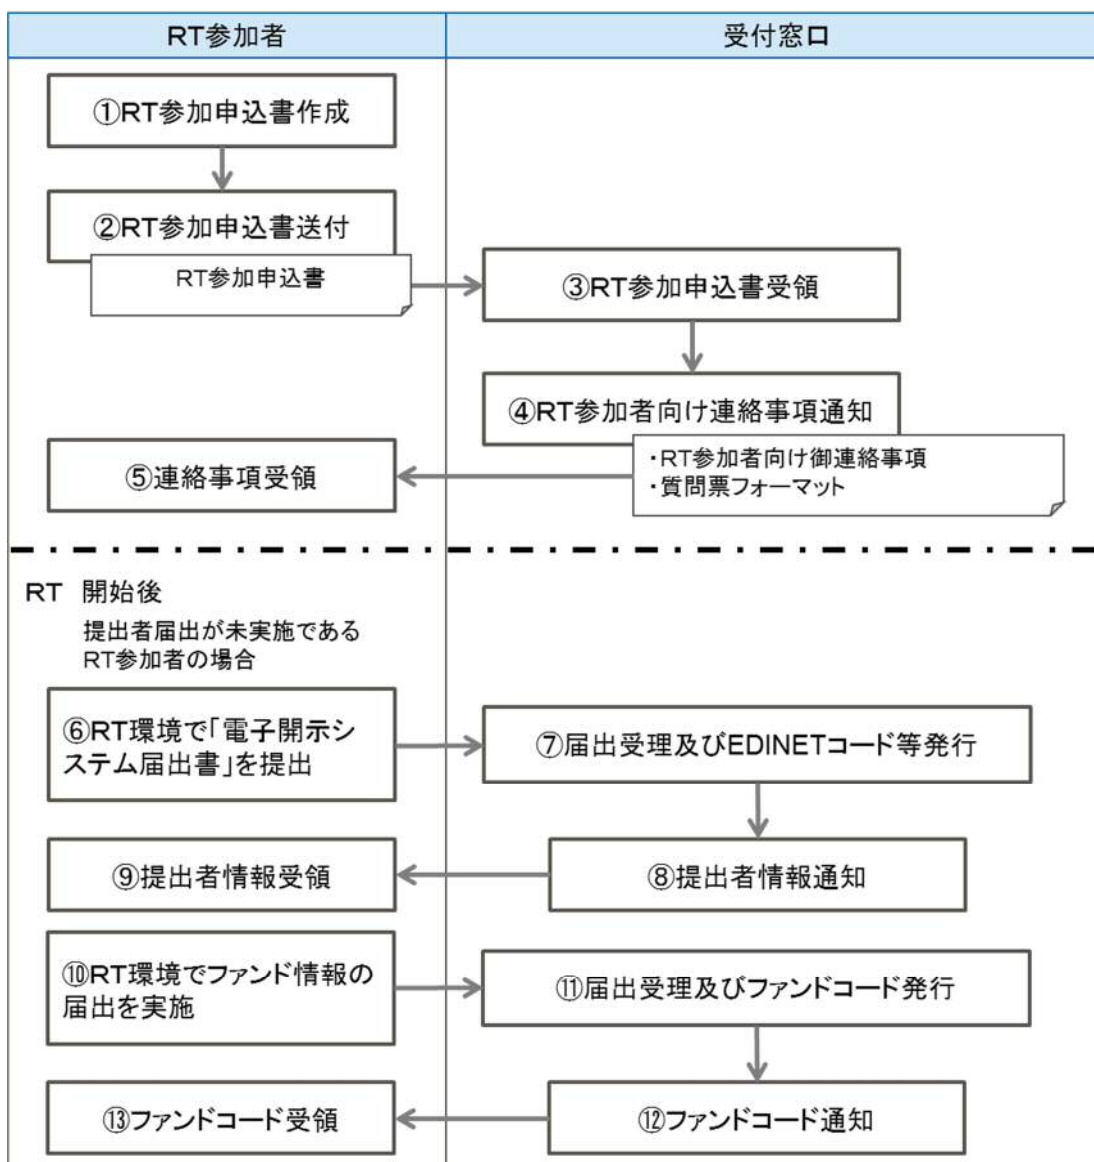 RT参加者
受付窓口
①RT参加申込書作成
②RT参加申込書送付
RT参加申込書
③RT参加申込書受領
④RT参加者向け連絡事項通知
・RT参加者向け御連絡事項
・質問票フォーマット
⑤連絡事項受領
RT 開始後
提出者届出が未実施である
RT参加者の場合
⑥RT環境で「電子開示シ
ステム届出書」を提出
⑦届出受理及びEDINETコード等発行
⑧提出者情報通知
⑨提出者情報受領
⑩RT環境でファンド情報の
届出を実施
⑪届出受理及びファンドコード発行
⑫ファンドコード通知
⑬ファンドコード受領